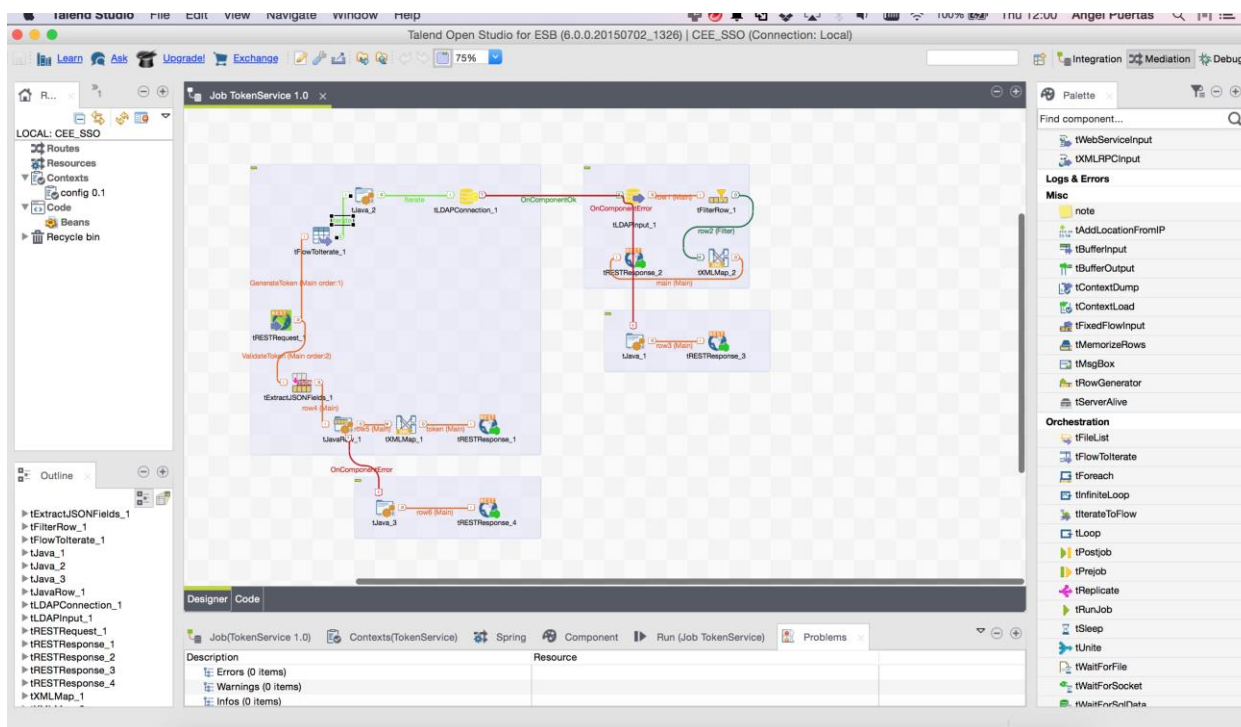 Talend Studio File Edit View Navigate Window Help 100% Thu 12:00 Angel Puertas
Talend Open Studio for ESB (6.0.0.20150702_1326) | CEE_SSO (Connection: Local)
Learn Ask Upgrade! Exchange 75% Integration Mediation Debug
R...
LOCAL: CEE_SSO
Routes
Resources
Contexts
config 0.1
Code
Beans
Recycle bin
Outline
tExtractJSONFields_1
tFilterRow_1
tFlowToIterate_1
tJava_1
tJava_2
tJava_3
tJavaRow_1
tLDAPConnection_1
tLDAPInput_1
tRESTRequest_1
tRESTResponse_1
tRESTResponse_2
tRESTResponse_3
tRESTResponse_4
tXMLMap_1
Job TokenService 1.0
tJava_2
Iterate
tLDAPConnection_1
OnComponentOk
OnComponentError
tLDAPInput_1
row1 (Main)
tFilterRow_1
row2 (Filter)
tFlowToIterate_1
tRESTResponse_2
tXMLMap_2
main (Main)
GenerateToken (Main order:1)
tRESTRequest_1
ValidateToken (Main order:2)
tJava_1
row3 (Main)
tRESTResponse_3
tExtractJSONFields_1
row4 (Main)
tJavaRow_1
row5 (Main)
tXMLMap_1
token (Main)
tRESTResponse_1
OnComponentError
tJava_3
row6 (Main)
tRESTResponse_4
Designer Code
Job(TokenService 1.0) Contexts(TokenService) Spring Component Run (Job TokenService) Problems
Description Resource
Errors (0 items)
Warnings (0 items)
Infos (0 items)
Palette
Find component...
tWebServiceInput
tXMLRPCInput
Logs & Errors
Misc
note
tAddLocationFromIP
tBufferInput
tBufferOutput
tContextDump
tContextLoad
tFixedFlowInput
tMemorizeRows
tMsgBox
tRowGenerator
tServerAlive
Orchestration
tFileList
tFlowToIterate
tForeach
tInfiniteLoop
tIterateToFlow
tLoop
tPostjob
tPrejob
tReplicate
tRunJob
tSleep
tUnite
tWaitForFile
tWaitForSocket
tWaitForSqlData